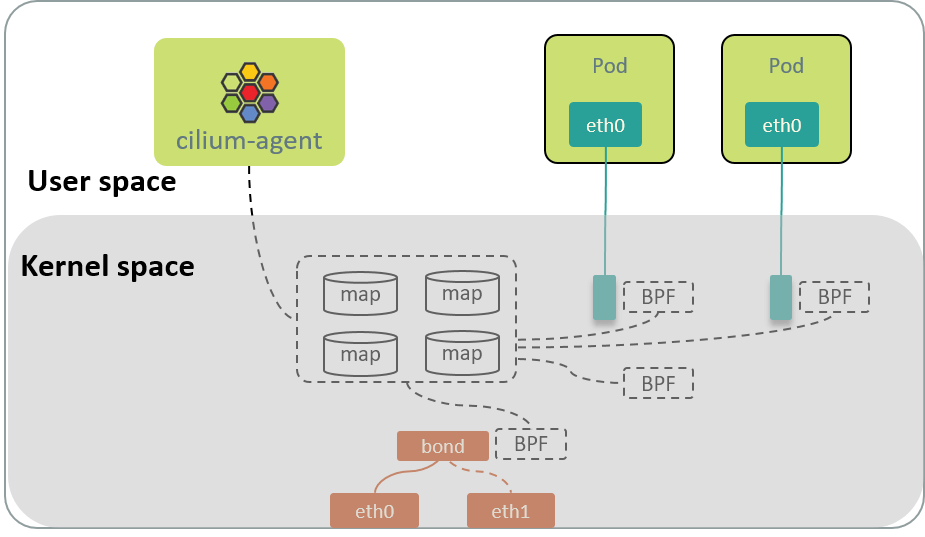 cilium-agent
Pod
eth0
Pod
eth0
User space
Kernel space
map
map
map
map
BPF
BPF
BPF
BPF
bond
eth0
eth1